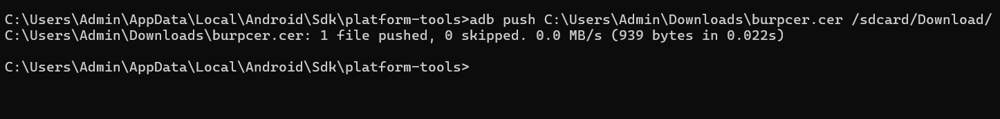 C:\Users\Admin\AppData\Local\Android\Sdk\platform-tools>adb push C:\Users\Admin\Downloads\burpcer.cer /sdcard/Download/
C:\Users\Admin\Downloads\burpcer.cer: 1 file pushed, 0 skipped. 0.0 MB/s (939 bytes in 0.022s)
C:\Users\Admin\AppData\Local\Android\Sdk\platform-tools>